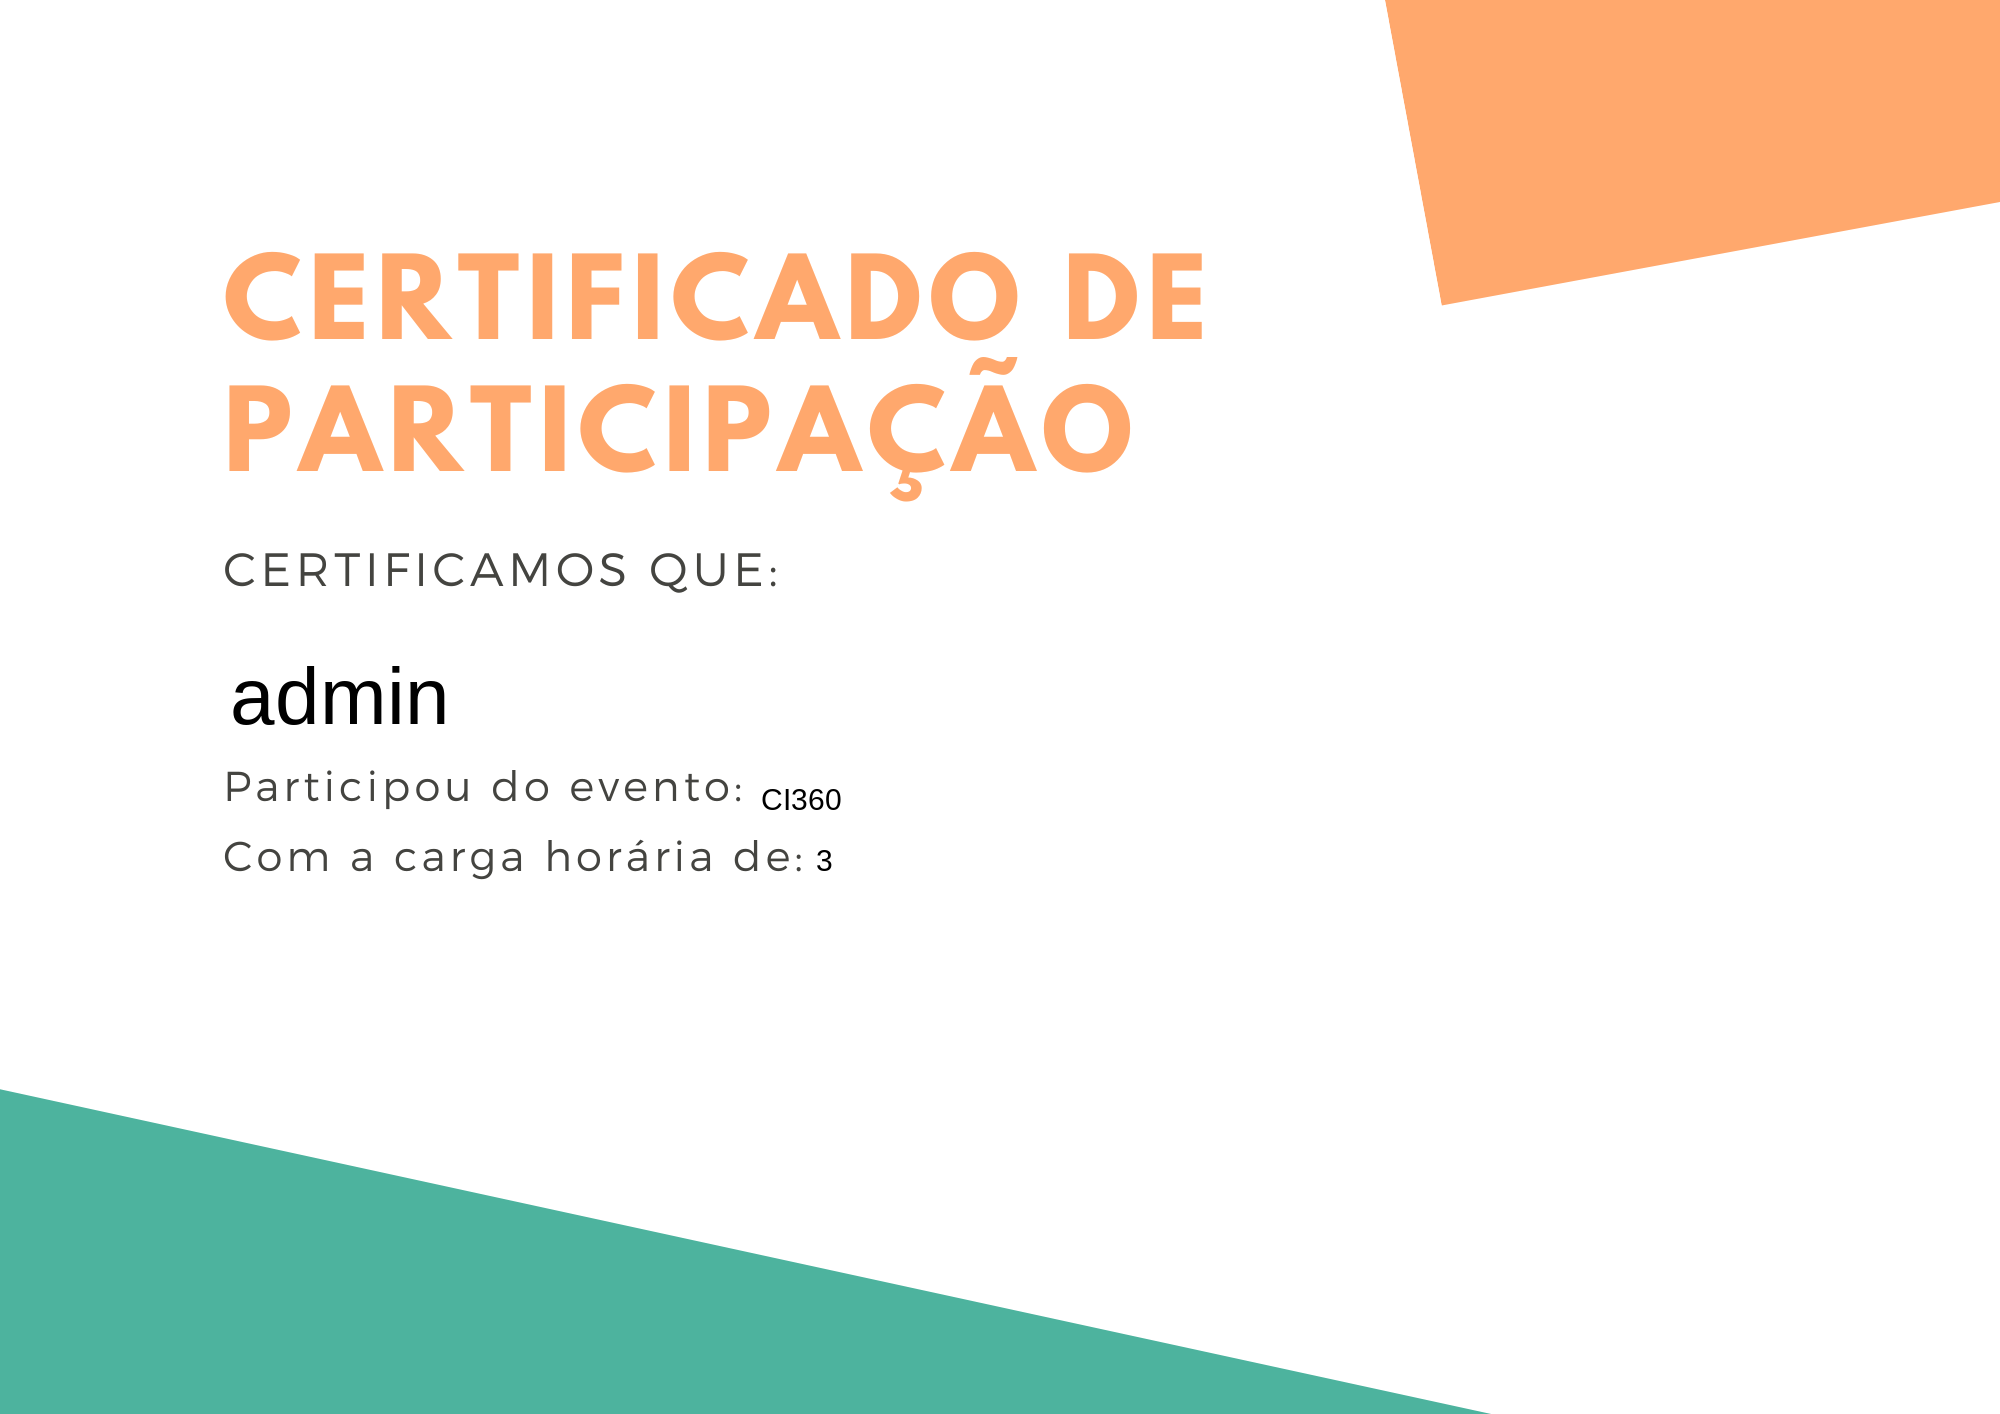 CERTIFICADO DE
PARTICIPAÇÃO
CERTIFICAMOS QUE:
admin
Participou do evento: CI360
Com a carga horária de: 3